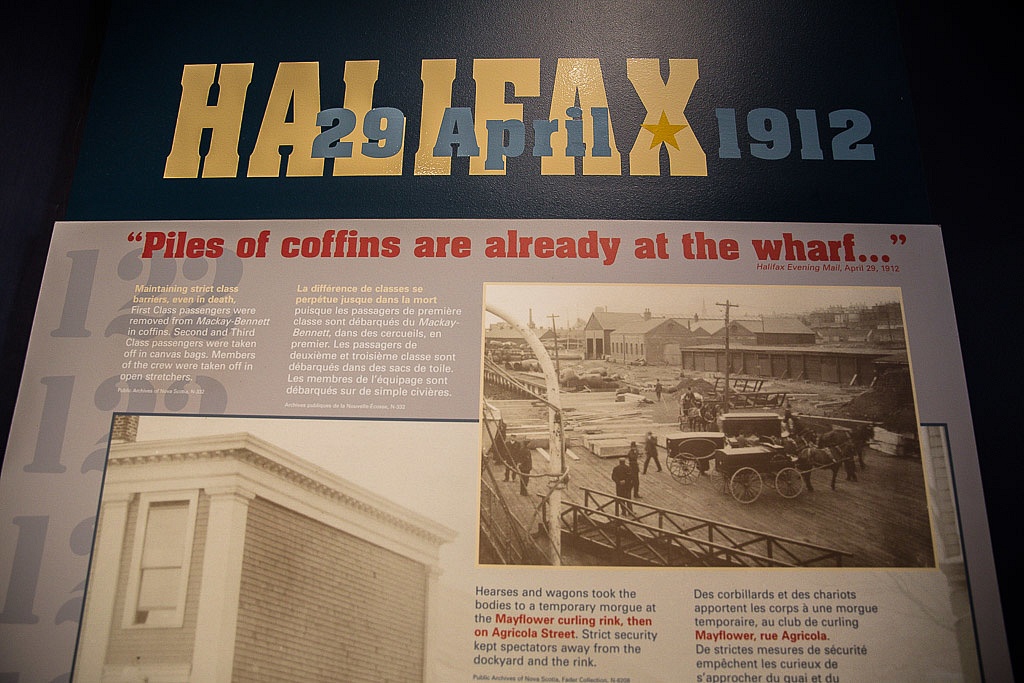 HALIFAX
29 April 1912
"Piles of coffins are already at the wharf..."
Halifax Evening Mail, April 29, 1912
122
122
122
12
Maintaining strict class
barriers, even in death,
First Class passengers were
removed from Mackay-Bennett
in coffins. Second and Third
Class passengers were taken
off in canvas bags. Members
of the crew were taken off in
open stretchers.
Public Archives of Nova Scotia, N-332
La différence de classes se
perpétue jusque dans la mort
puisque les passagers de première
classe sont débarqués du Mackay-
Bennett, dans des cercueils, en
premier. Les passagers de
deuxième et troisième classe sont
débarqués dans des sacs de toile.
Les membres de l'équipage sont
débarqués sur de simple civières.
Archives publiques de la Nouvelle-Écosse, N-332
Hearses and wagons took the
bodies to a temporary morgue at
the Mayflower curling rink, then
on Agricola Street. Strict security
kept spectators away from the
dockyard and the rink.
Public Archives of Nova Scotia, Fader Collection, N-6208
Des corbillards et des chariots
apportent les corps à une morgue
temporaire, au club de curling
Mayflower, rue Agricola.
De strictes mesures de sécurité
empêchent les curieux de
s'approcher du quai et du